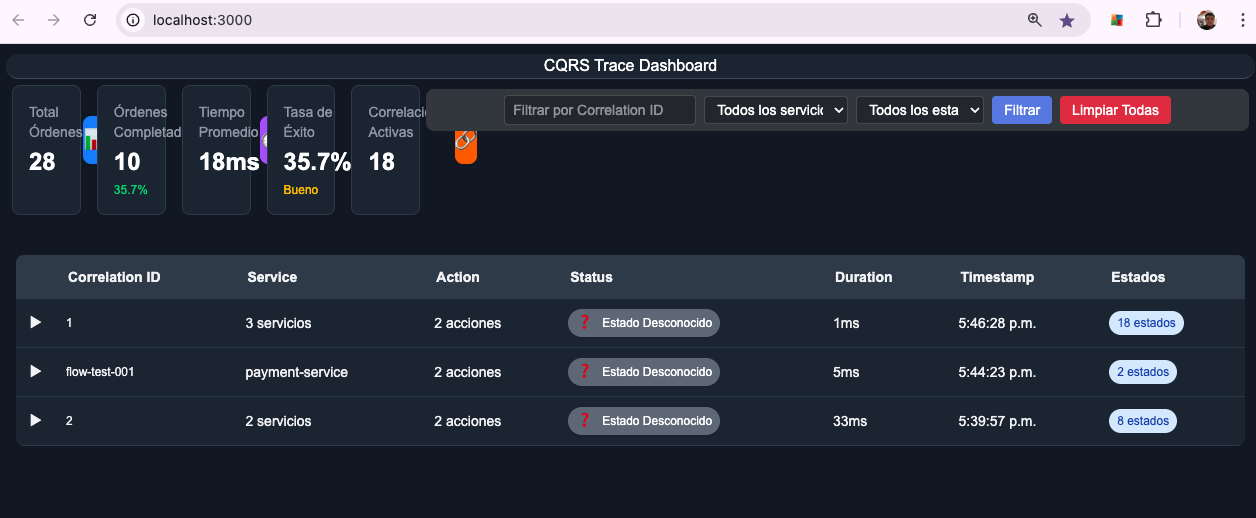 localhost:3000
CQRS Trace Dashboard
Total Órdenes
28
Órdenes Completad
10
35.7%
Tiempo Promedio
18ms
Tasa de Éxito
35.7%
Bueno
Correlaci
Activas
18
Filtrar por Correlation ID
Todos los servicic
Todos los esta
Filtrar
Limpiar Todas
Correlation ID Service Action Status Duration Timestamp Estados
1 3 servicios 2 acciones Estado Desconocido 1ms 5:46:28 p.m. 18 estados
flow-test-001 payment-service 2 acciones Estado Desconocido 5ms 5:44:23 p.m. 2 estados
2 2 servicios 2 acciones Estado Desconocido 33ms 5:39:57 p.m. 8 estados